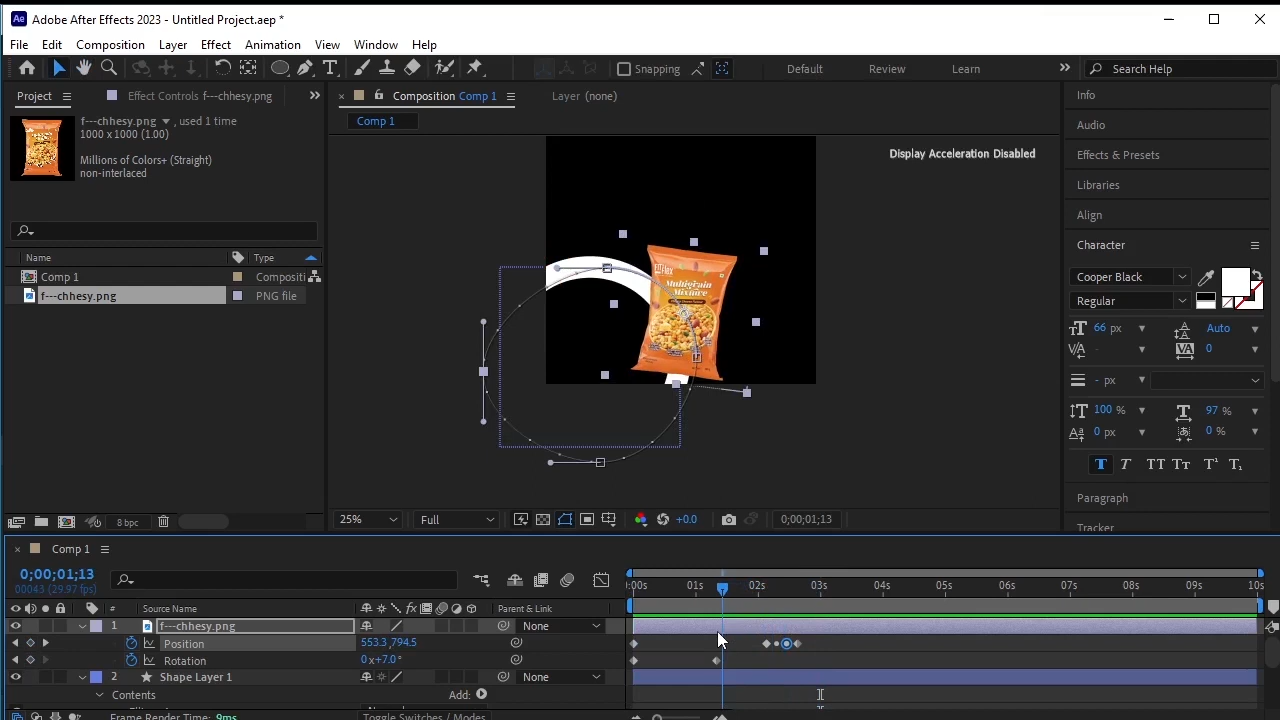 Adobe After Effects 2023 - Untitled Project.aep *
File Edit Composition Layer Effect Animation View Window Help
Snapping Default Review Learn Search Help
Project Effect Controls f---chhesy.png Composition Comp 1 Layer (none) Info
f---chhesy.png , used 1 time Comp 1
1000 x 1000 (1.00)
Audio
Millions of Colors+ (Straight) Display Acceleration Disabled Effects & Presets
non-interlaced
Libraries
Align
Character
Name Type
Comp 1 Compositi Cooper Black
f---chhesy.png PNG file Regular
Multigrain
Mixture
66 px Auto
- 0
- px
100 % 97 %
0 px 0 %
T T TT Tt T¹ T₁
Paragraph
8 bpc 25% Full +0.0 0;00;01;13
Tracker
Comp 1
0;00;01;13 0:00s 01s 02s 03s 04s 05s 06s 07s 08s 09s 10s
00043 (29.97 fps)
# Source Name Parent & Link
1 f---chhesy.png None
Position 553.3,794.5
Rotation 0x+7.0°
2 Shape Layer 1 None
Contents Add:
Frame Render Time 9ms Toggle Switches / Modes